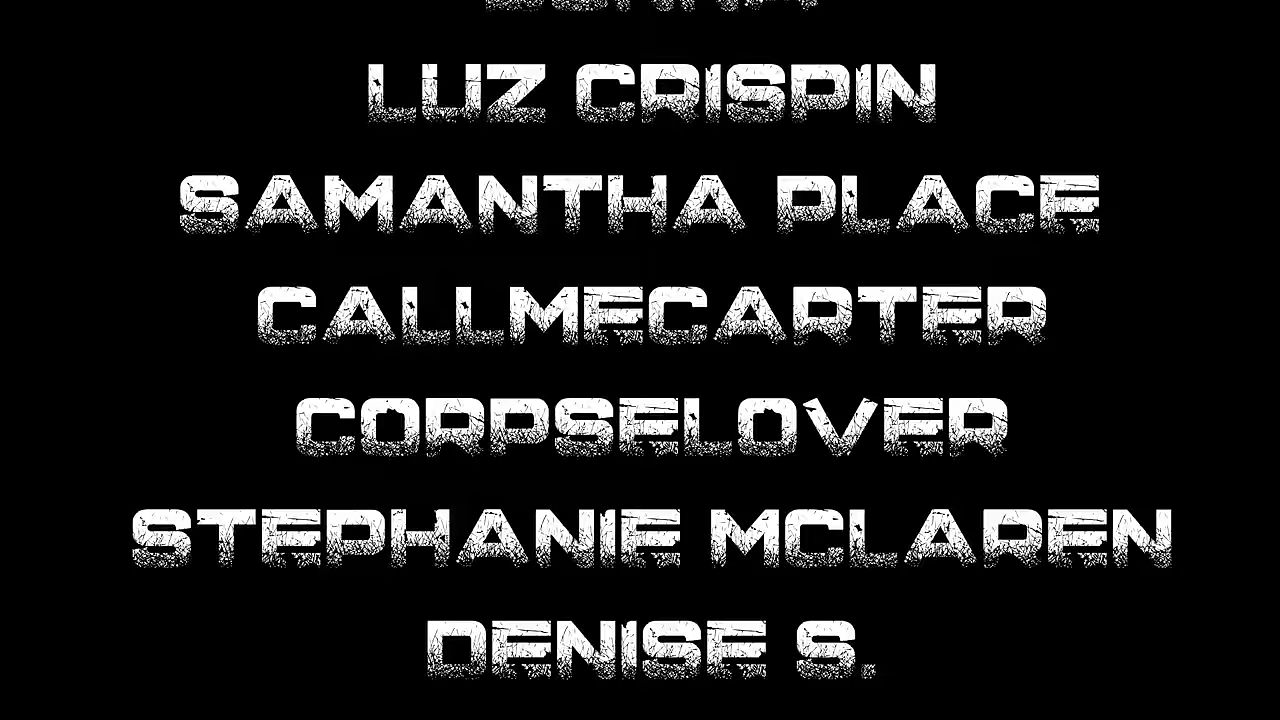 LUZ CRISPIN
SAMANTHA PLACE
CALLMECARTER
CORPSELOVER
STEPHANIE MCLAREN
DENISE S.